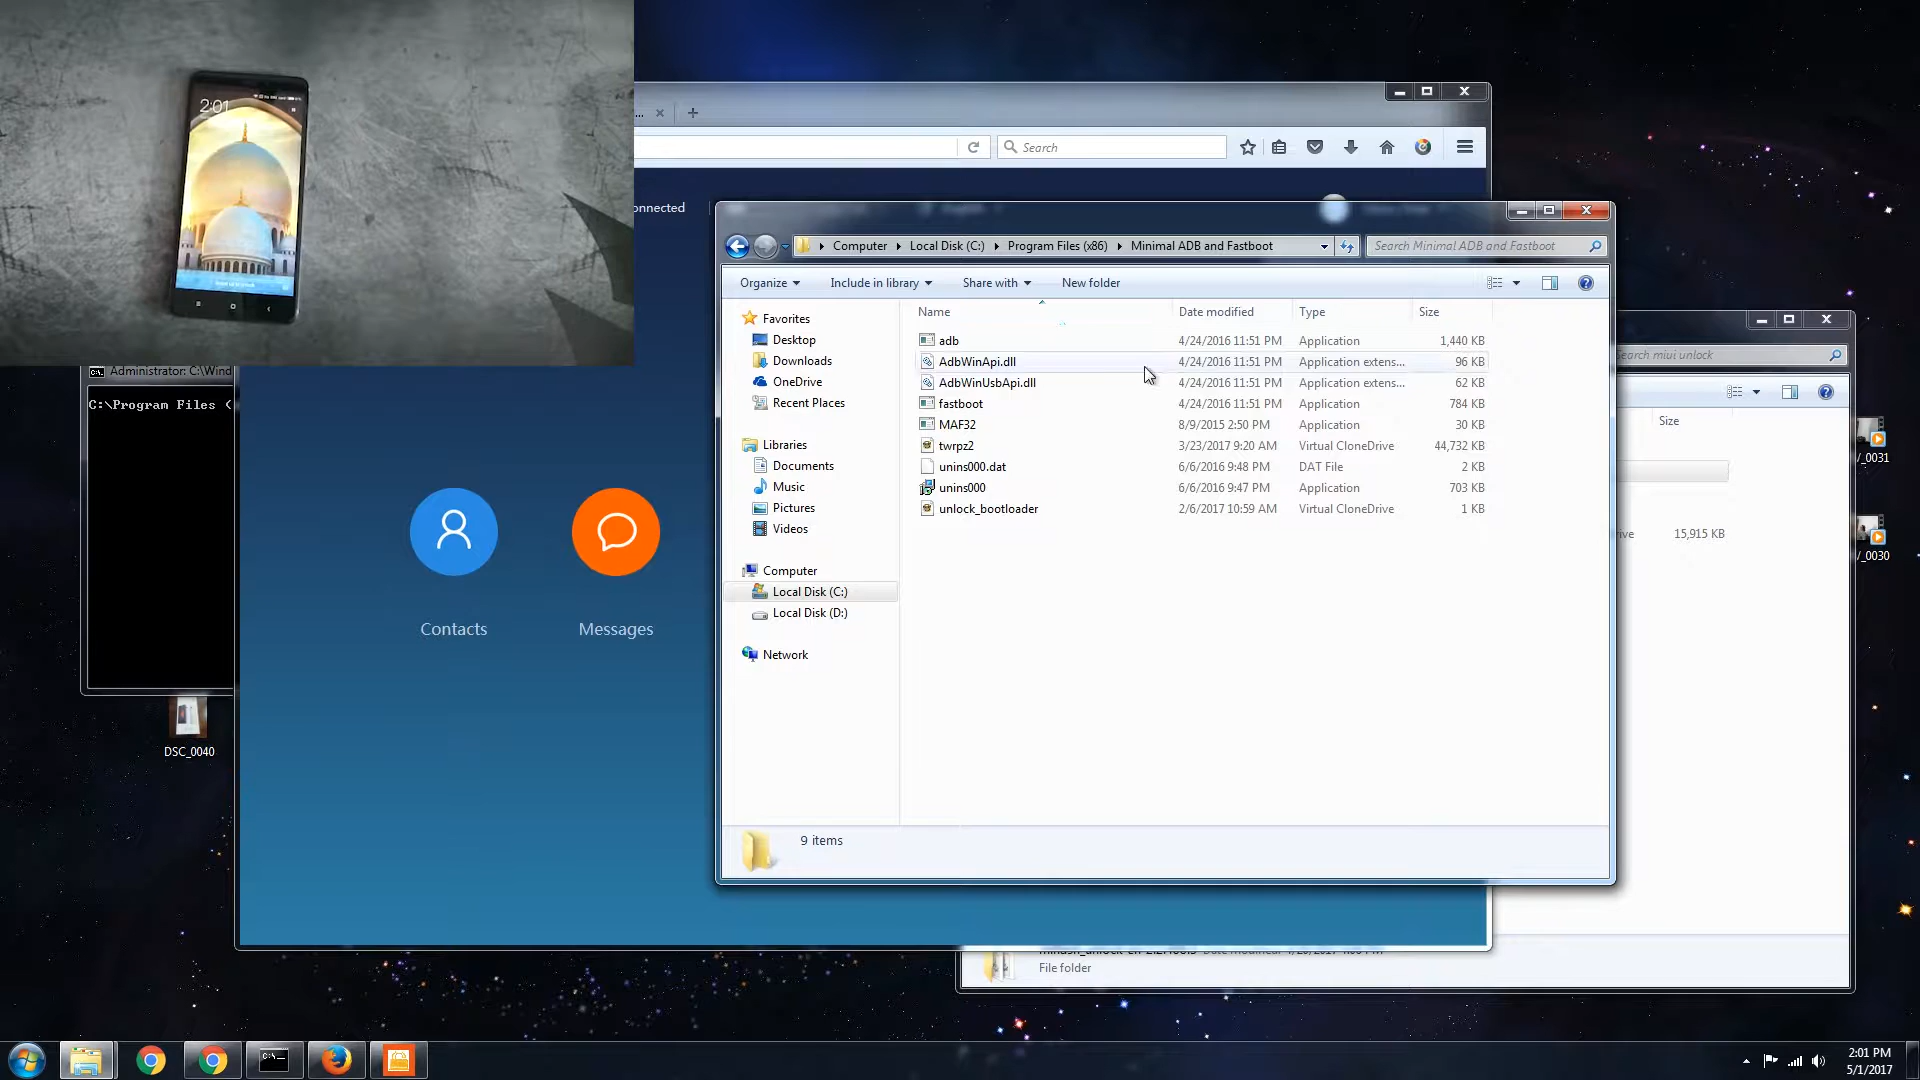 2:01
...
Search
onnected
Administrator: C:\Wind
C:\Program Files (
Computer
Local Disk (C:)
Program Files (x86)
Minimal ADB and Fastboot
Search Minimal ADB and Fastboot
Organize
Include in library
Share with
New folder
Name
Date modified
Type
Size
Favorites
Desktop
Downloads
OneDrive
Recent Places
Libraries
Documents
Music
Pictures
Videos
Computer
Local Disk (C:)
Local Disk (D:)
Network
adb 4/24/2016 11:51 PM Application 1,440 KB
AdbWinApi.dll 4/24/2016 11:51 PM Application extens... 96 KB
AdbWinUsbApi.dll 4/24/2016 11:51 PM Application extens... 62 KB
fastboot 4/24/2016 11:51 PM Application 784 KB
MAF32 8/9/2015 2:50 PM Application 30 KB
twrpz2 3/23/2017 9:20 AM Virtual CloneDrive 44,732 KB
unins000.dat 6/6/2016 9:48 PM DAT File 2 KB
unins000 6/6/2016 9:47 PM Application 703 KB
unlock_bootloader 2/6/2017 10:59 AM Virtual CloneDrive 1 KB
9 items
Search miui unlock
Size
ive 15,915 KB
_0031
_0030
Contacts
Messages
DSC_0040
File folder
2:01 PM
5/1/2017